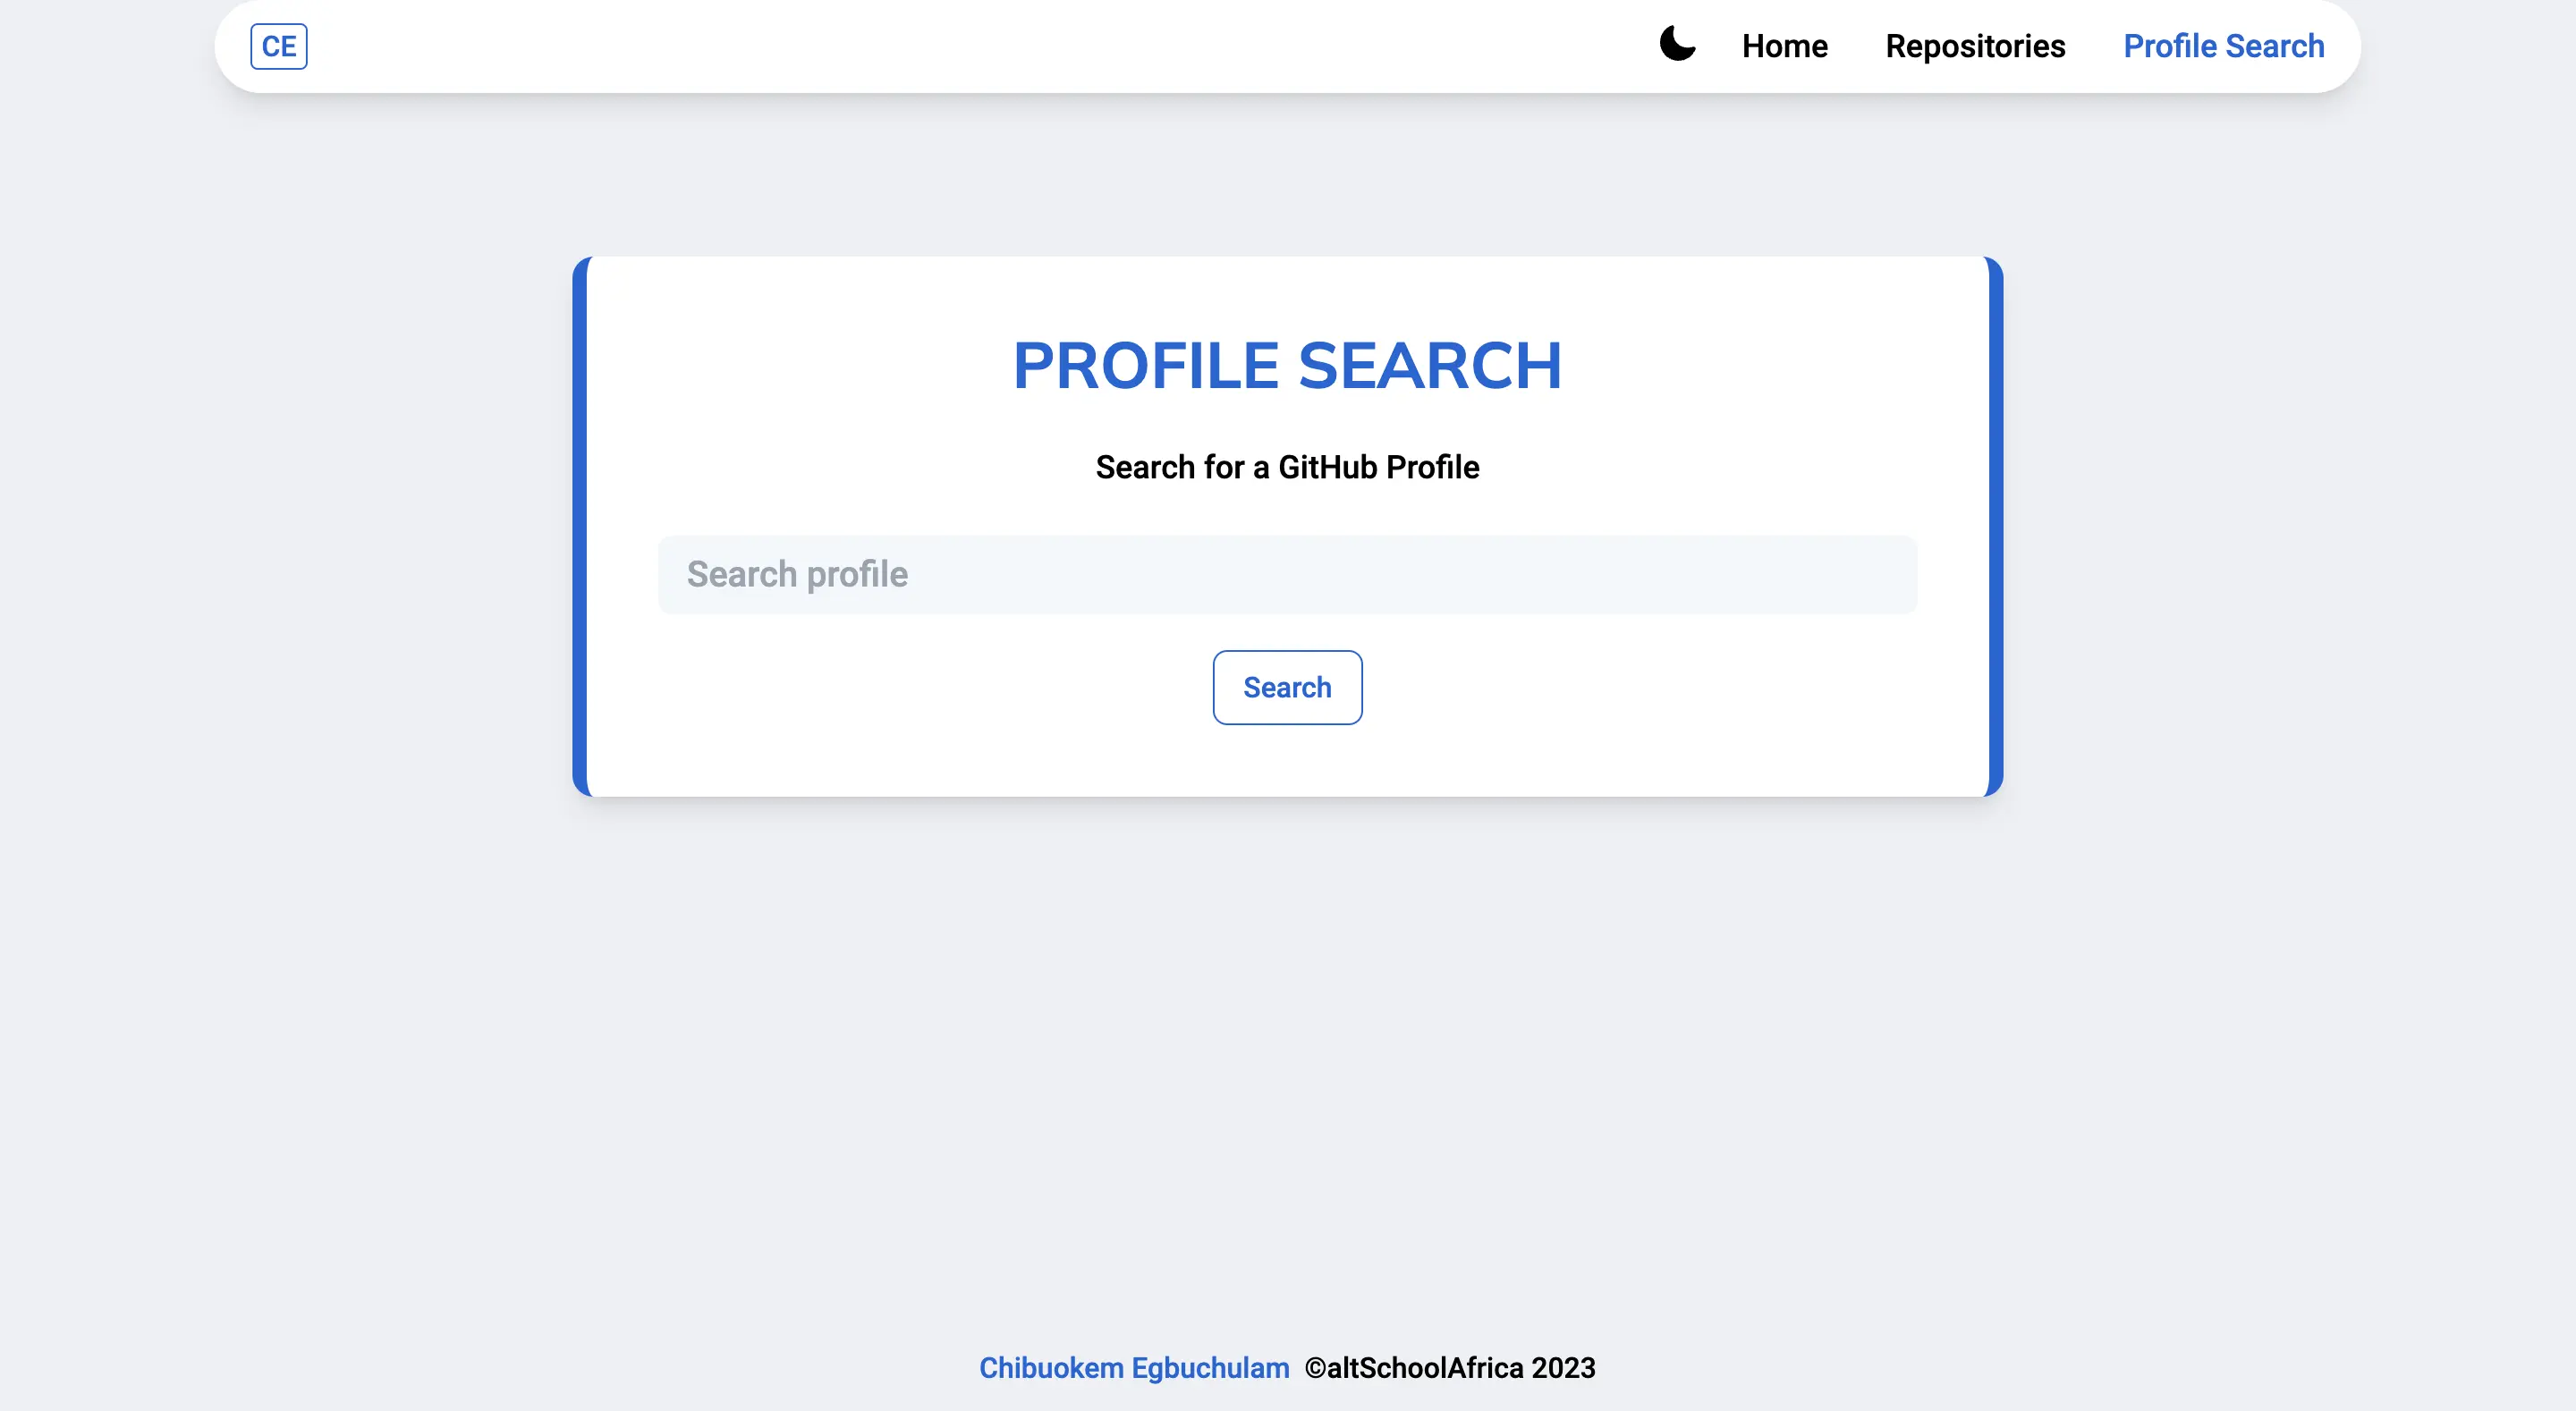 CE
Home Repositories Profile Search
PROFILE SEARCH
Search for a GitHub Profile
Search profile
Search
Chibuokem Egbuchulam ©altSchoolAfrica 2023